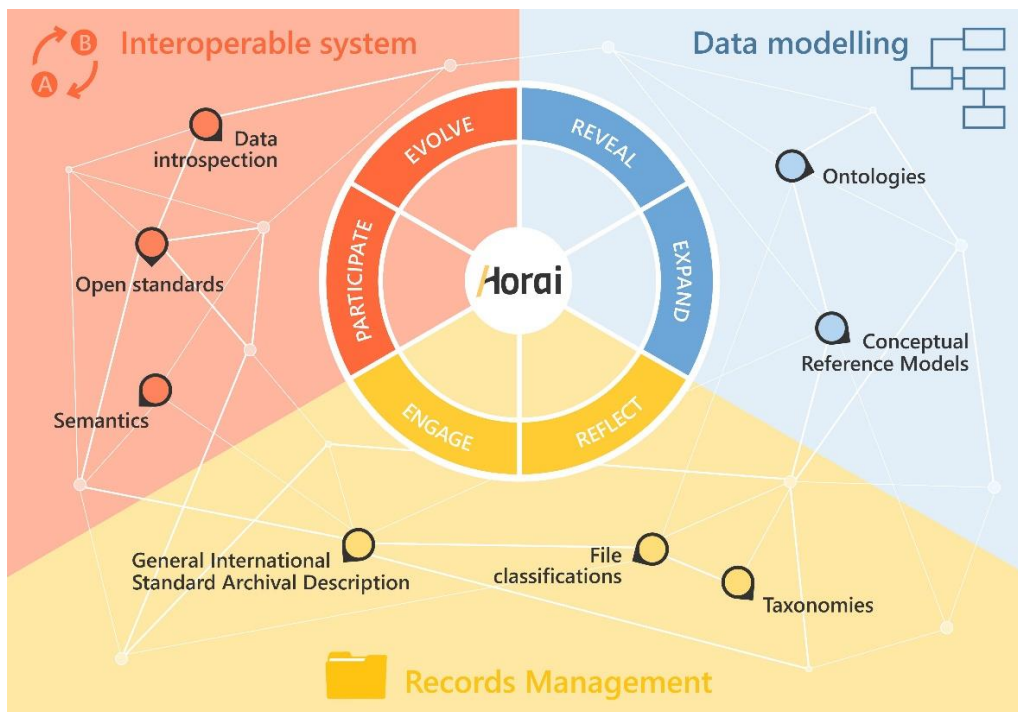 B
A
Interoperable system
Data modelling
Data
introspection
Open standards
Semantics
EVOLVE
REVEAL
PARTICIPATE
EXPAND
Horai
ENGAGE
REFLECT
Ontologies
Conceptual
Reference Models
General International
Standard Archival Description
File
classifications
Taxonomies
Records Management